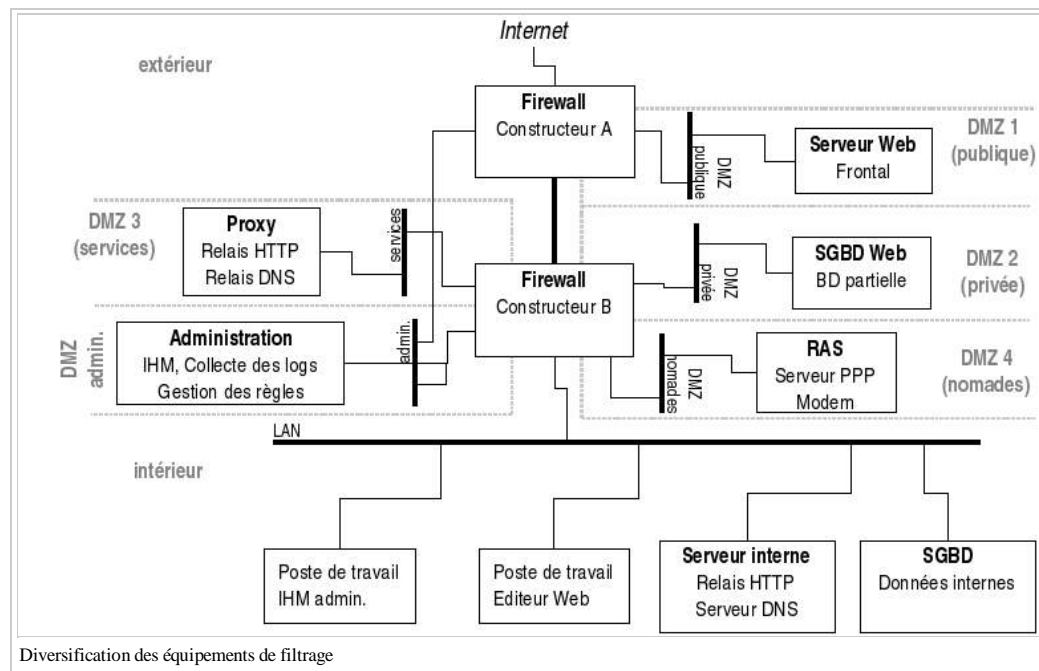 Internet
extérieur
Firewall
Constructeur A
DMZ
publique
Serveur Web
Frontal
DMZ 1
(publique)
DMZ 3
(services)
Proxy
Relais HTTP
Relais DNS
services
Firewall
Constructeur B
DMZ
privée
SGBD Web
BD partielle
DMZ 2
(privée)
DMZ
admin.
Administration
IHM, Collecte des logs
Gestion des règles
admin.
DMZ
nomades
RAS
Serveur PPP
Modem
DMZ 4
(nomades)
LAN
intérieur
Poste de travail
IHM admin.
Poste de travail
Editeur Web
Serveur interne
Relais HTTP
Serveur DNS
SGBD
Données internes
Diversification des équipements de filtrage